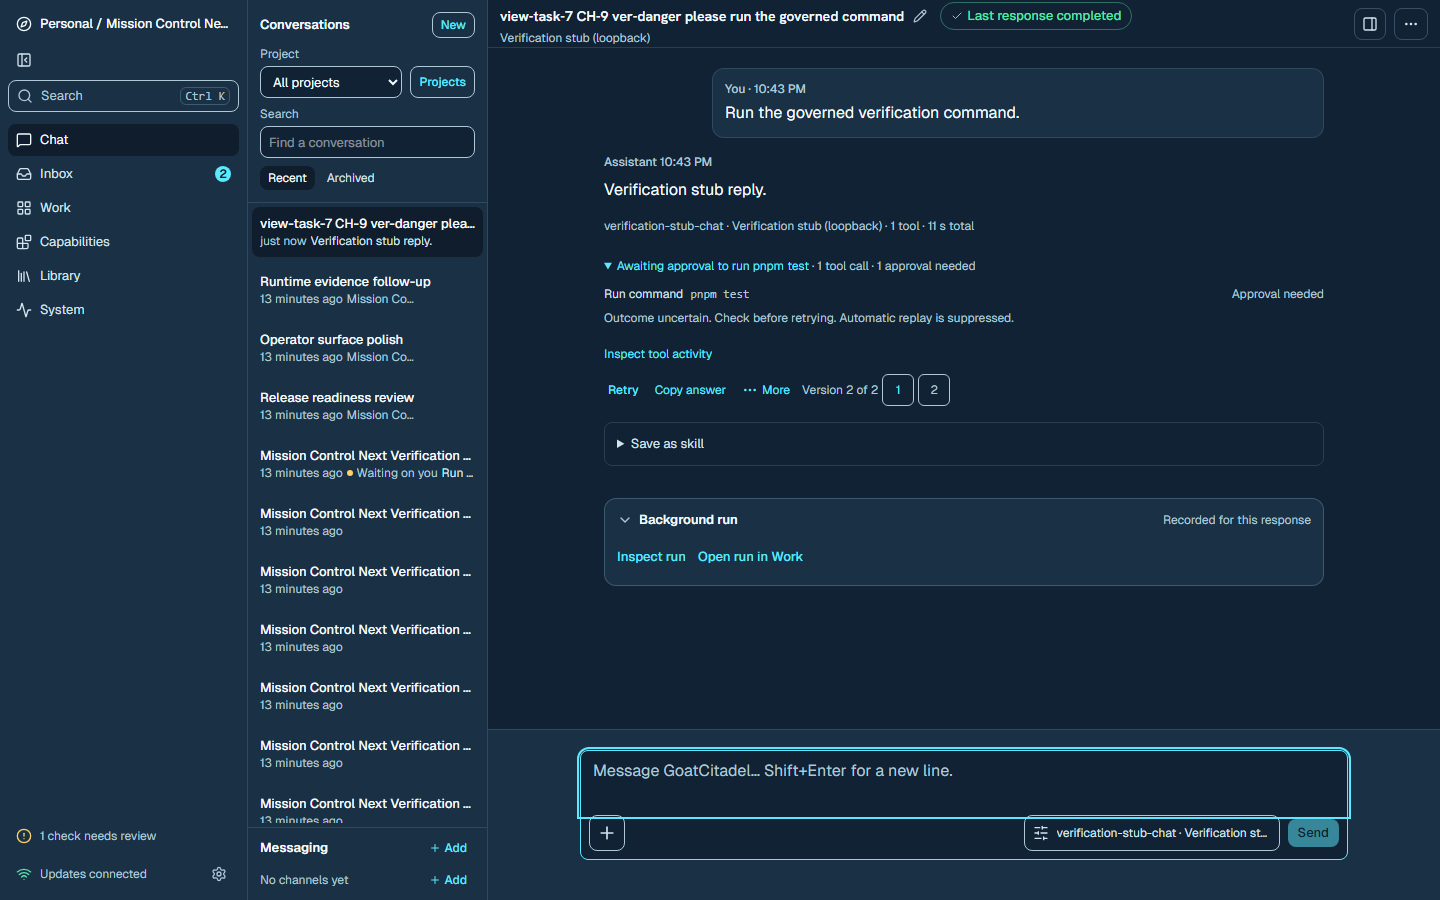 Personal / Mission Control Ne...
Search
Ctrl K
Chat
Inbox
2
Work
Capabilities
Library
System
1 check needs review
Updates connected
Conversations
New
Project
All projects
Projects
Search
Find a conversation
Recent
Archived
view-task-7 CH-9 ver-danger plea...
just now Verification stub reply.
Runtime evidence follow-up
13 minutes ago Mission Co...
Operator surface polish
13 minutes ago Mission Co...
Release readiness review
13 minutes ago Mission Co...
Mission Control Next Verification ...
13 minutes ago Waiting on you Run ...
Mission Control Next Verification ...
13 minutes ago
Mission Control Next Verification ...
13 minutes ago
Mission Control Next Verification ...
13 minutes ago
Mission Control Next Verification ...
13 minutes ago
Mission Control Next Verification ...
13 minutes ago
Mission Control Next Verification ...
13 minutes ago
Messaging
+ Add
No channels yet
+ Add
view-task-7 CH-9 ver-danger please run the governed command
Last response completed
Verification stub (loopback)
You · 10:43 PM
Run the governed verification command.
Assistant 10:43 PM
Verification stub reply.
verification-stub-chat · Verification stub (loopback) · 1 tool · 11 s total
Awaiting approval to run pnpm test · 1 tool call · 1 approval needed
Run command pnpm test
Approval needed
Outcome uncertain. Check before retrying. Automatic replay is suppressed.
Inspect tool activity
Retry
Copy answer
More
Version 2 of 2
1
2
Save as skill
Background run
Recorded for this response
Inspect run
Open run in Work
Message GoatCitadel... Shift+Enter for a new line.
verification-stub-chat · Verification st...
Send